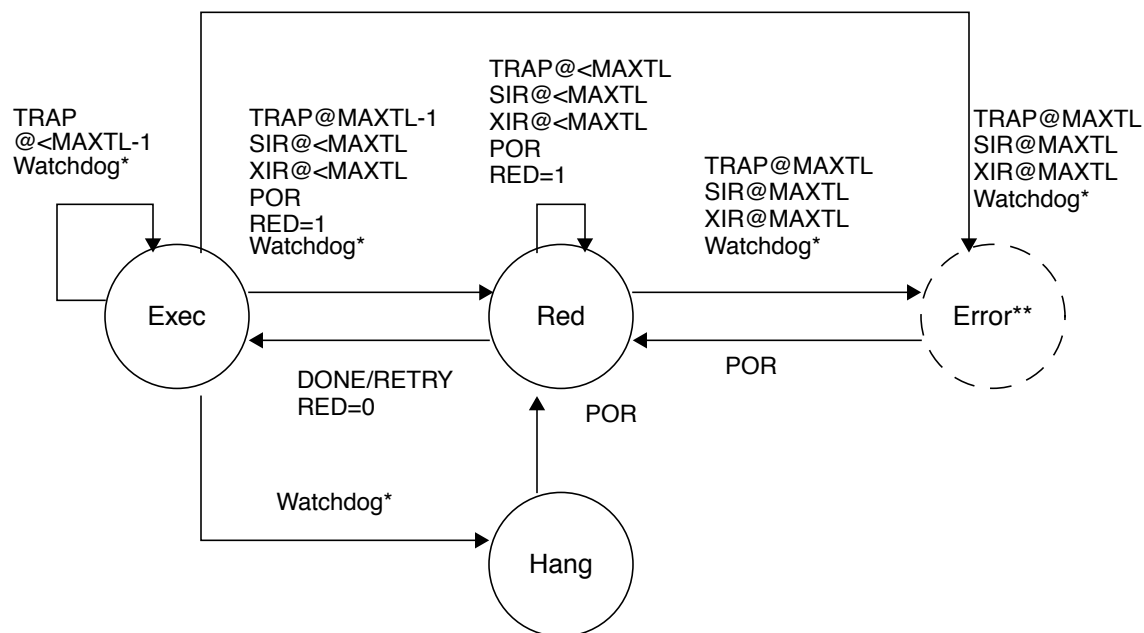 TRAP
@<MAXTL-1
Watchdog*
TRAP@MAXTL-1
SIR@<MAXTL
XIR@<MAXTL
POR
RED=1
Watchdog*
TRAP@<MAXTL
SIR@<MAXTL
XIR@<MAXTL
POR
RED=1
TRAP@MAXTL
SIR@MAXTL
XIR@MAXTL
Watchdog*
TRAP@MAXTL
SIR@MAXTL
XIR@MAXTL
Watchdog*
Exec
Red
Error**
DONE/RETRY
RED=0
POR
POR
Watchdog*
Hang